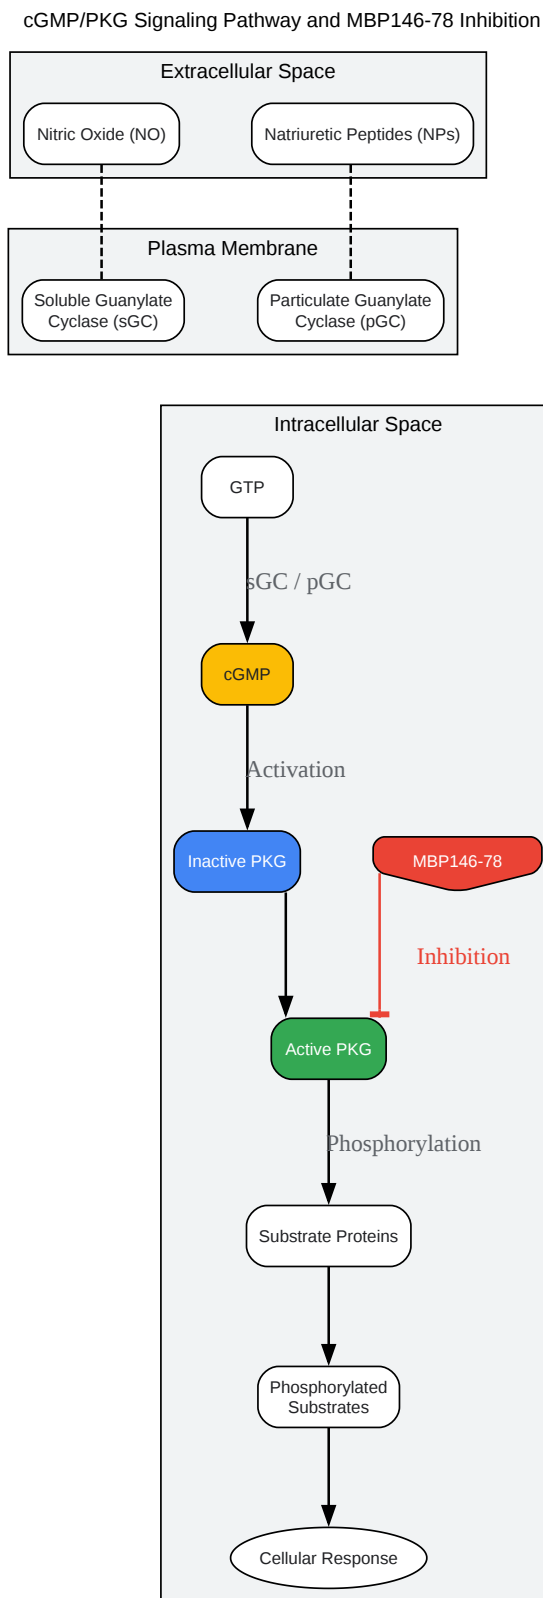 cGMP/PKG Signaling Pathway and MBP146-78 Inhibition
Extracellular Space
Nitric Oxide (NO)
Natriuretic Peptides (NPs)
Plasma Membrane
Soluble Guanylate
Cyclase (sGC)
Particulate Guanylate
Cyclase (pGC)
Intracellular Space
GTP
sGC / pGC
cGMP
Activation
Inactive PKG
MBP146-78
Inhibition
Active PKG
Phosphorylation
Substrate Proteins
Phosphorylated
Substrates
Cellular Response